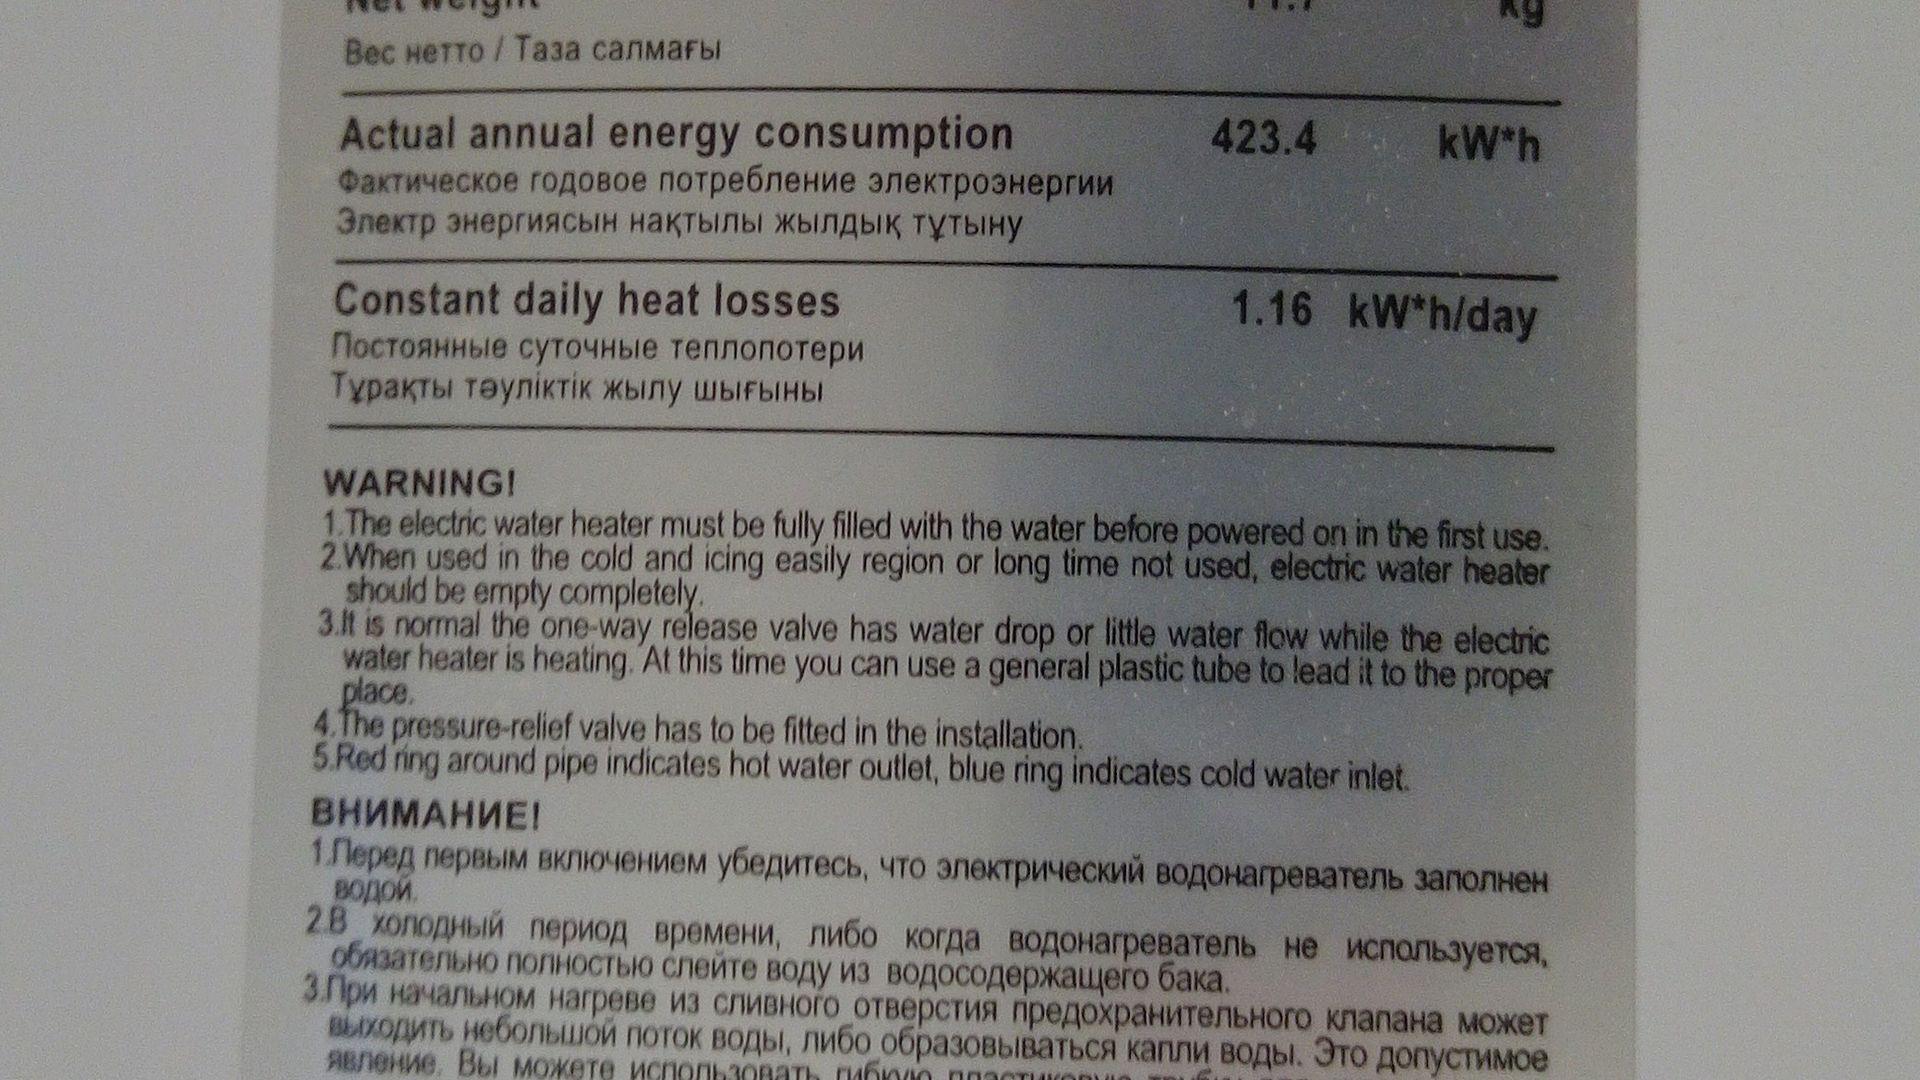 Net weight 11.7 kg
Вес нетто / Таза салмағы
Actual annual energy consumption 423.4 kW*h
Фактическое годовое потребление электроэнергии
Электр энергиясын нақтылы жылдық тұтыну
Constant daily heat losses 1.16 kW*h/day
Постоянные суточные теплопотери
Тұрақты тәуліктік жылу шығыны
WARNING!
1.The electric water heater must be fully filled with the water before powered on in the first use.
2.When used in the cold and icing easily region or long time not used, electric water heater
should be empty completely.
3.It is normal the one-way release valve has water drop or little water flow while the electric
water heater is heating. At this time you can use a general plastic tube to lead it to the proper
place.
4.The pressure-relief valve has to be fitted in the installation.
5.Red ring around pipe indicates hot water outlet, blue ring indicates cold water inlet.
ВНИМАНИЕ!
1.Перед первым включением убедитесь, что электрический водонагреватель заполнен
водой.
2.В холодный период времени, либо когда водонагреватель не используется,
обязательно полностью слейте воду из водосодержащего бака.
3.При начальном нагреве из сливного отверстия предохранительного клапана может
выходить небольшой поток воды, либо образовываться капли воды. Это допустимое
явление. Вы можете использовать гибкую пластиковую трубку